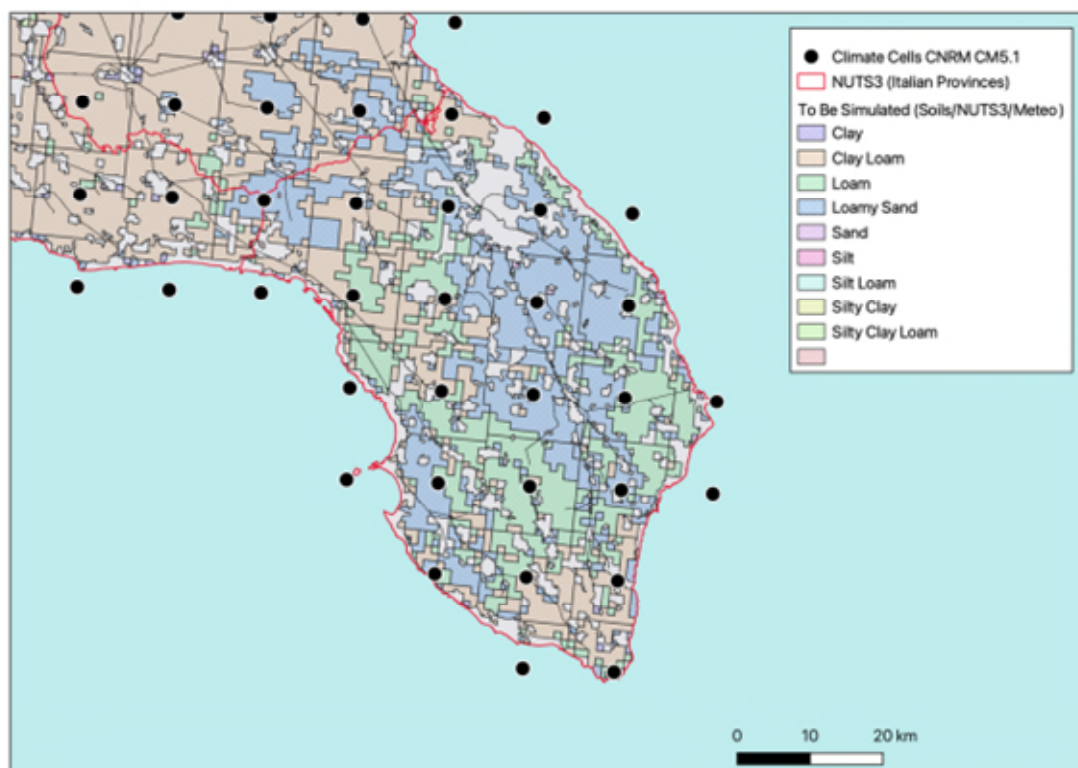 Climate Cells CNRM CM5.1
NUTS3 (Italian Provinces)
To Be Simulated (Soils/NUTS3/Meteo)
Clay
Clay Loam
Loam
Loamy Sand
Sand
Silt
Silt Loam
Silty Clay
Silty Clay Loam
0 10 20 km